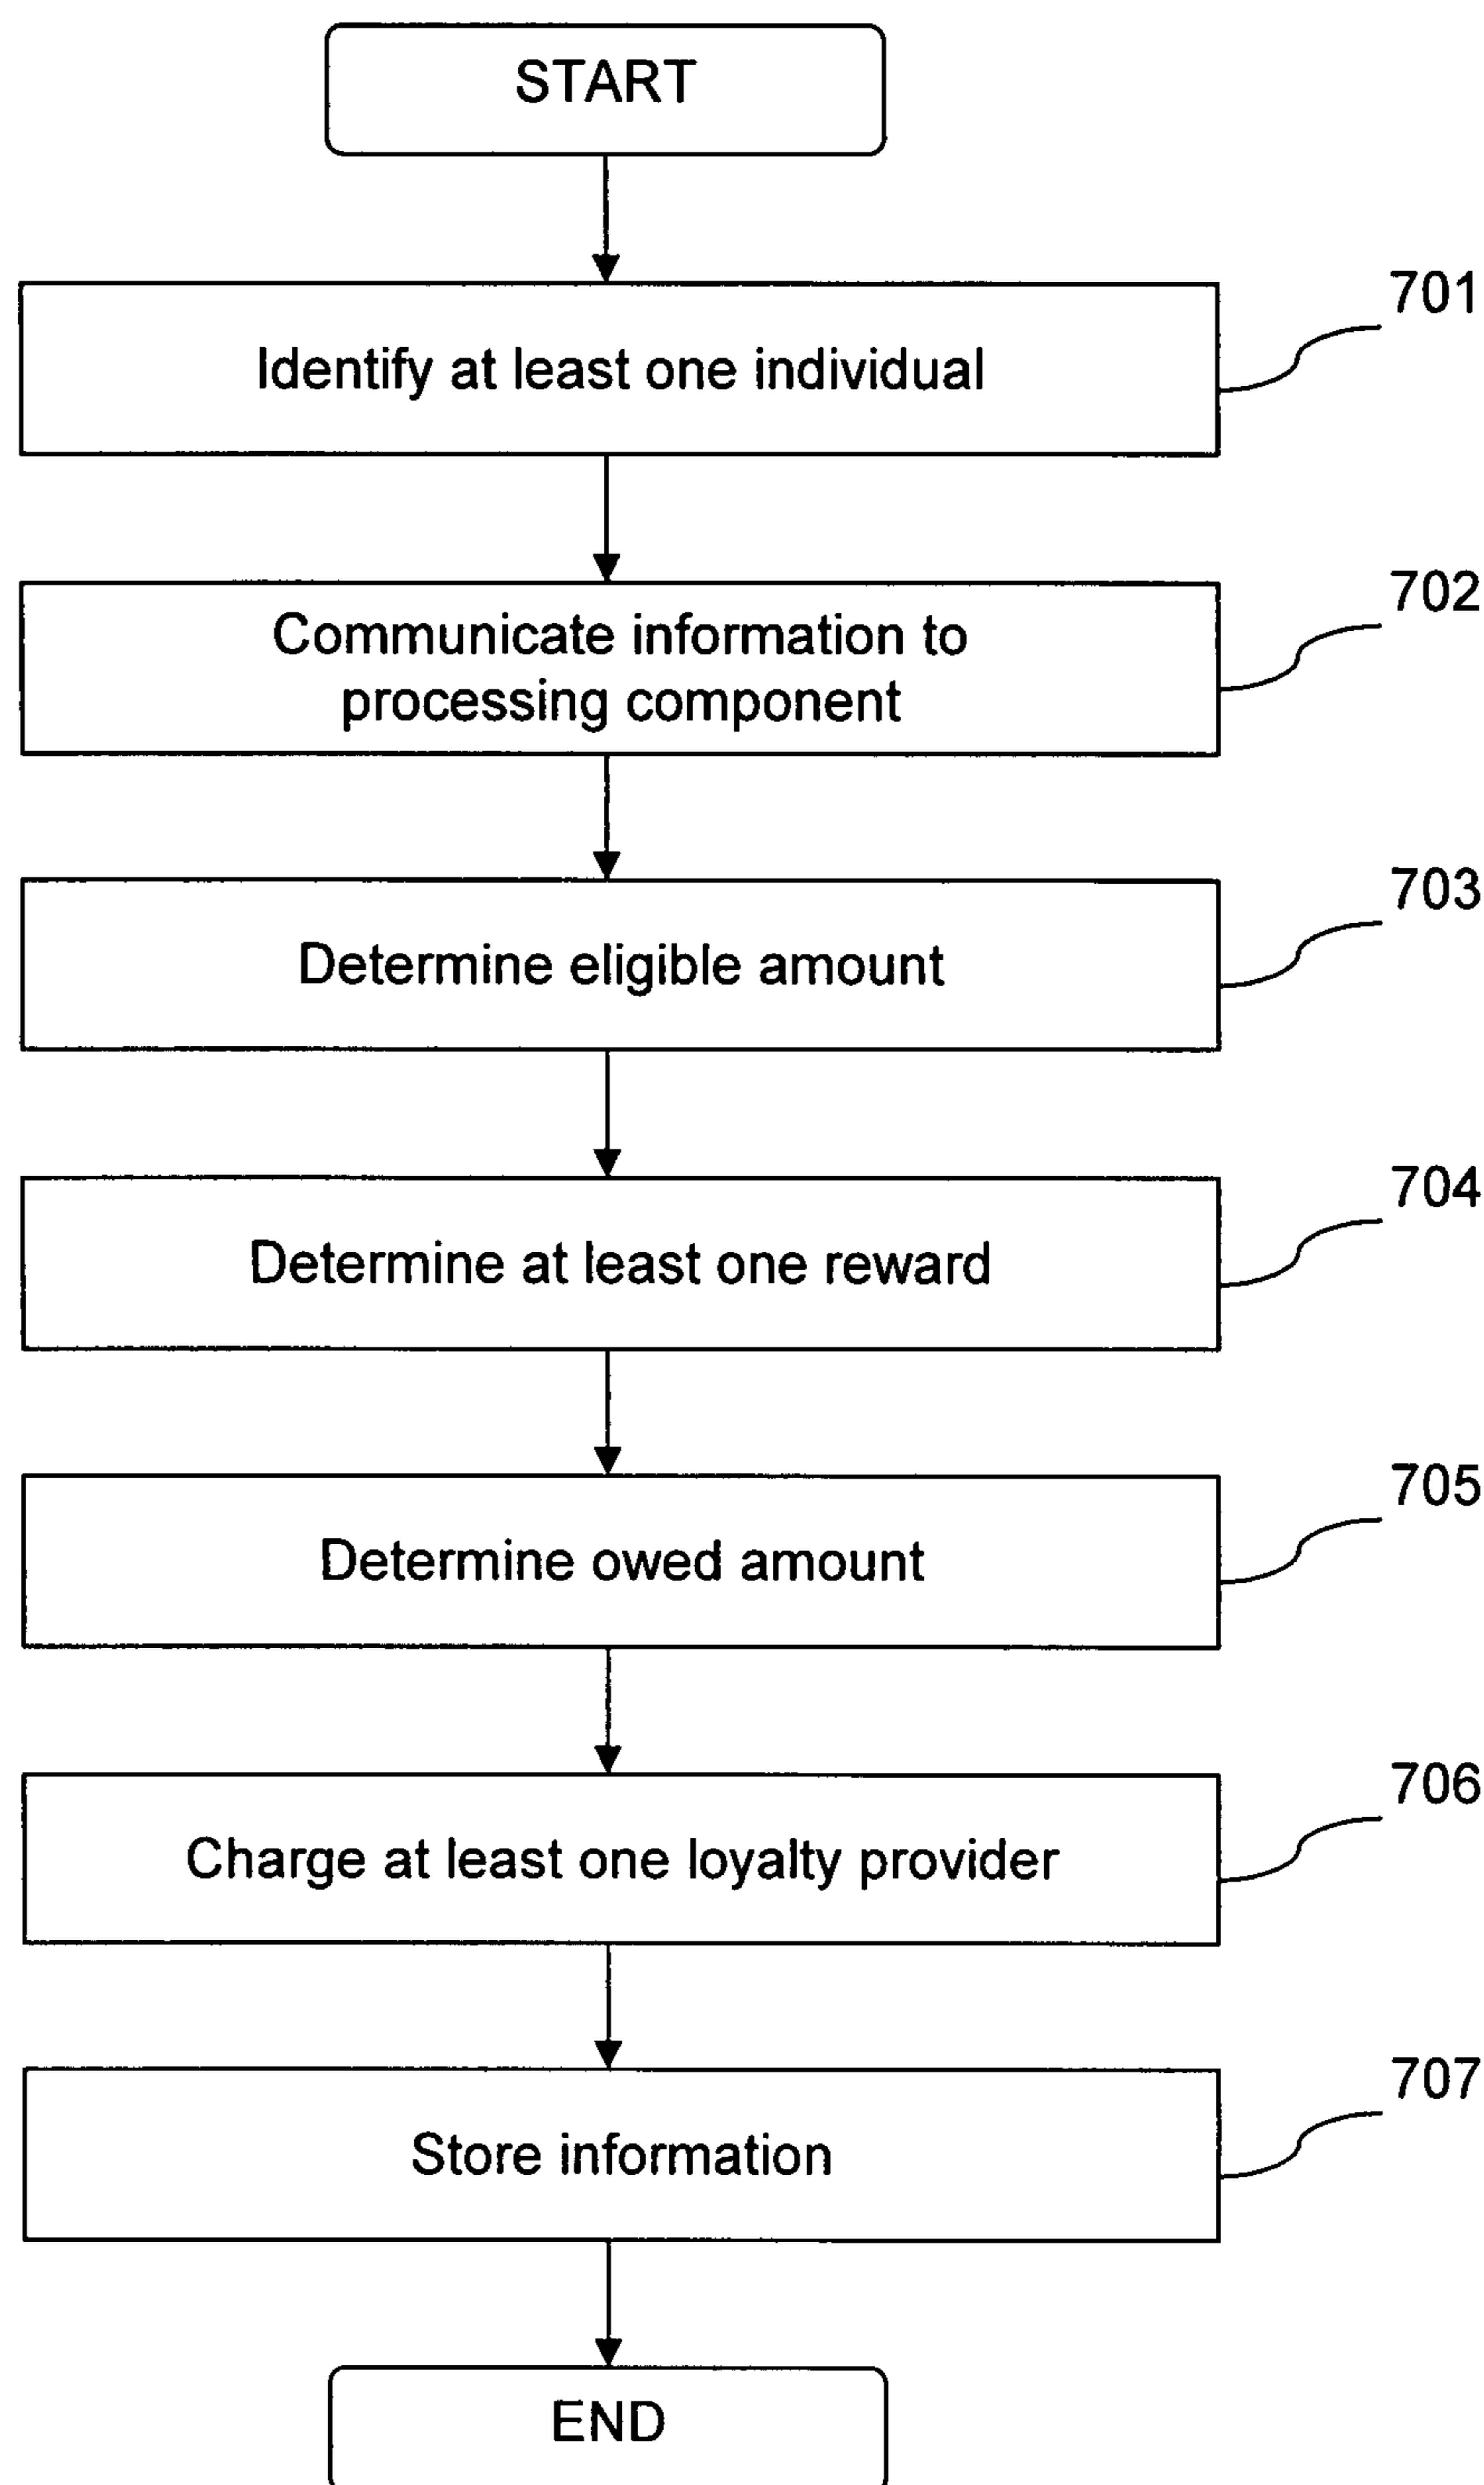 START
701
Identify at least one individual
702
Communicate information to
processing component
703
Determine eligible amount
704
Determine at least one reward
705
Determine owed amount
706
Charge at least one loyalty provider
707
Store information
END